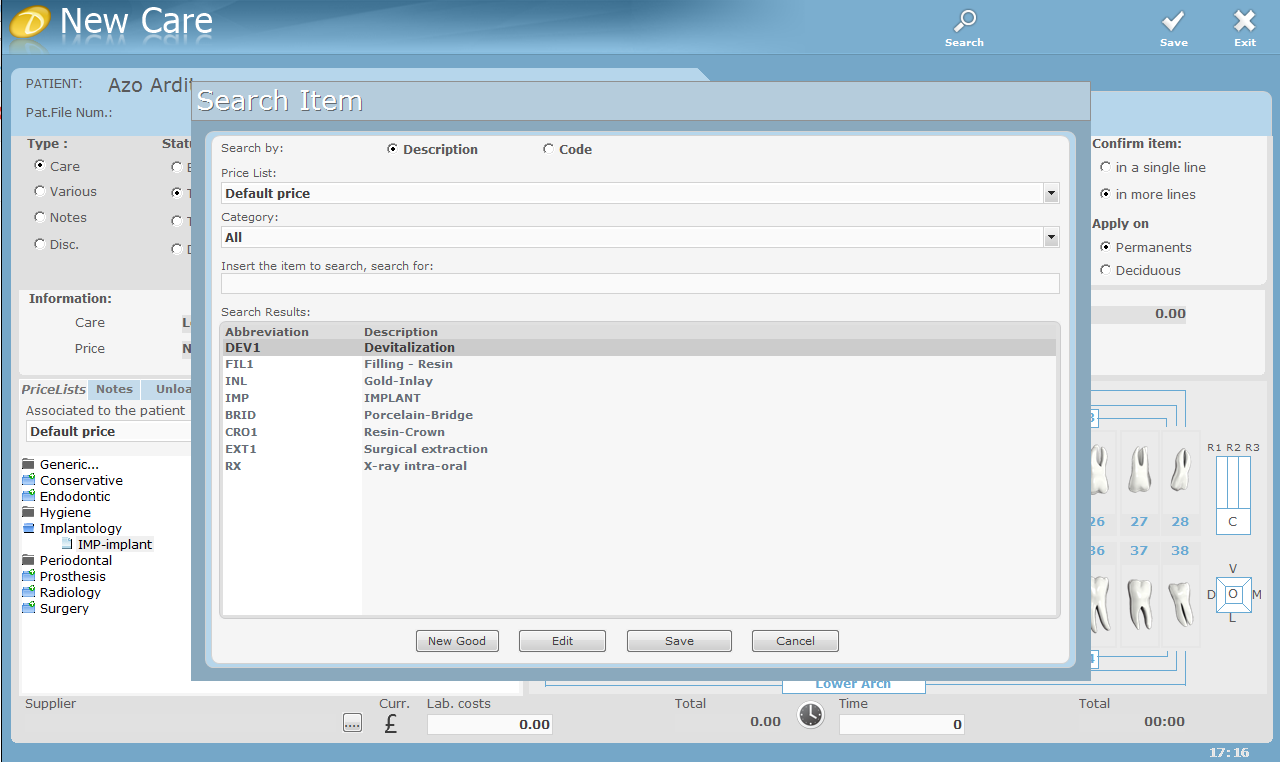 New Care
Search
Save
Exit
PATIENT: Azo Ardit
Pat.File Num.:
Search Item
Type :
Care
Various
Notes
Disc.
Search by:
Description
Code
Price List:
Default price
Category:
All
Insert the item to search, search for:
Search Results:
Abbreviation Description
DEV1 Devitalization
FIL1 Filling - Resin
INL Gold-Inlay
IMP IMPLANT
BRID Porcelain-Bridge
CRO1 Resin-Crown
EXT1 Surgical extraction
RX X-ray intra-oral
New Good
Edit
Save
Cancel
Confirm item:
in a single line
in more lines
Apply on
Permanents
Deciduous
Information:
Care
Price
0.00
PriceLists
Notes
Associated to the patient
Default price
Generic...
Conservative
Endodontic
Hygiene
Implantology
IMP-implant
Periodontal
Prosthesis
Radiology
Surgery
R1 R2 R3
C
26 27 28
36 37 38
V
D O M
L
Lower Arch
Supplier
....
Curr.
£
Lab. costs
0.00
Total
0.00
Time
0
Total
00:00
17:16